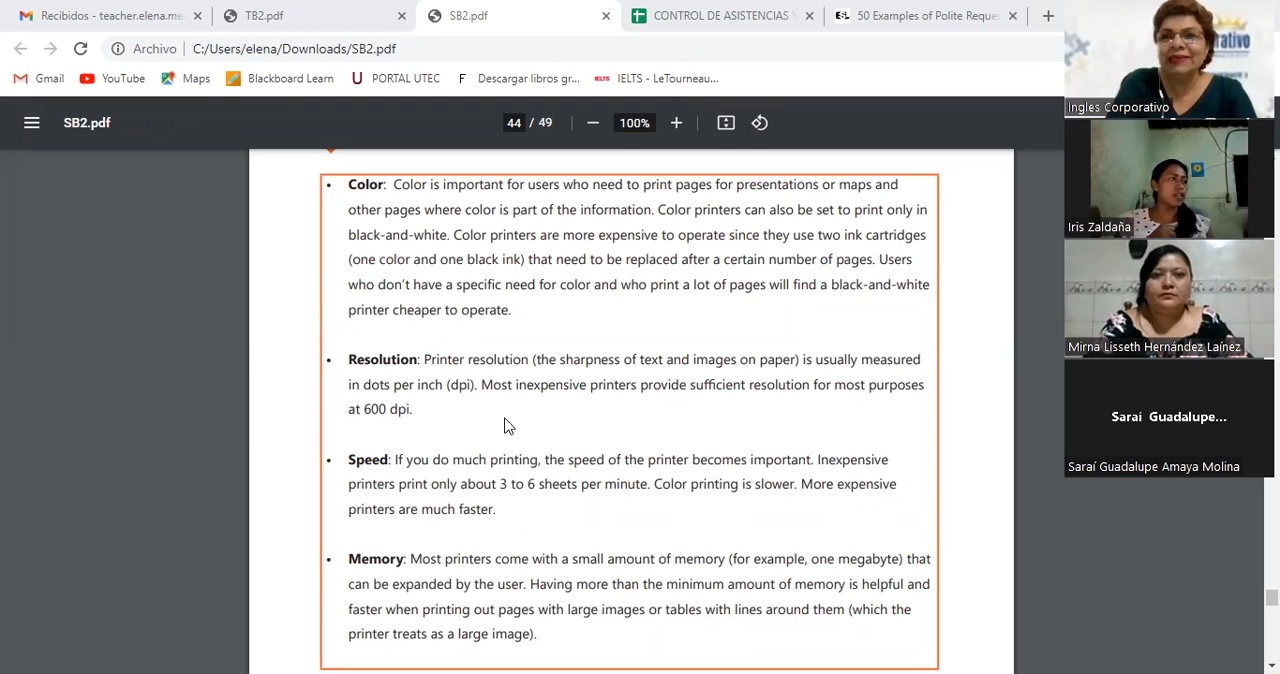 Recibidos - teacher.elena.me
TB2.pdf
SB2.pdf
CONTROL DE ASISTENCIAS
50 Examples of Polite Reque
Archivo
C:/Users/elena/Downloads/SB2.pdf
Gmail
YouTube
Maps
Blackboard Learn
PORTAL UTEC
Descargar libros gr...
IELTS - LeTourneau...
SB2.pdf
44 / 49
100%
• Color: Color is important for users who need to print pages for presentations or maps and
other pages where color is part of the information. Color printers can also be set to print only in
black-and-white. Color printers are more expensive to operate since they use two ink cartridges
(one color and one black ink) that need to be replaced after a certain number of pages. Users
who don't have a specific need for color and who print a lot of pages will find a black-and-white
printer cheaper to operate.
• Resolution: Printer resolution (the sharpness of text and images on paper) is usually measured
in dots per inch (dpi). Most inexpensive printers provide sufficient resolution for most purposes
at 600 dpi.
• Speed: If you do much printing, the speed of the printer becomes important. Inexpensive
printers print only about 3 to 6 sheets per minute. Color printing is slower. More expensive
printers are much faster.
• Memory: Most printers come with a small amount of memory (for example, one megabyte) that
can be expanded by the user. Having more than the minimum amount of memory is helpful and
faster when printing out pages with large images or tables with lines around them (which the
printer treats as a large image).
Ingles Corporativo
Iris Zaldaña
Mirna Lisseth Hernández Laínez
Saraí Guadalupe...
Saraí Guadalupe Amaya Molina